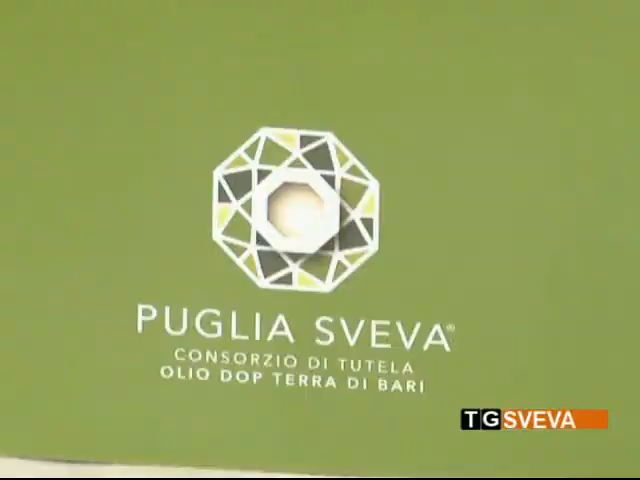 PUGLIA SVEVA®
CONSORZIO DI TUTELA
OLIO DOP TERRA DI BARI
TGSVEVA